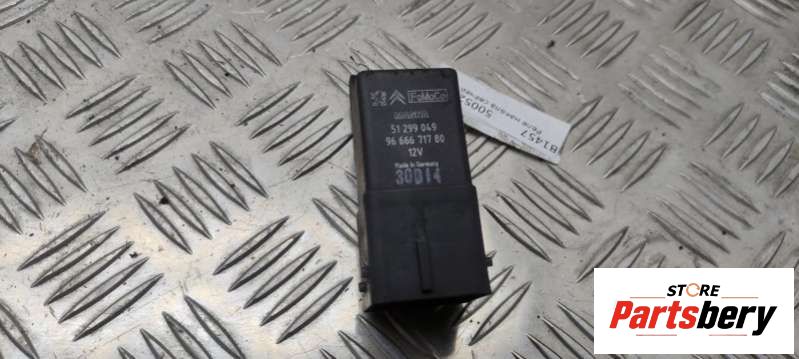 FoMoCo
51 299 049
96 666 717 80
12V
Made in Germany
30D14
B1457
STORE
Partsbery